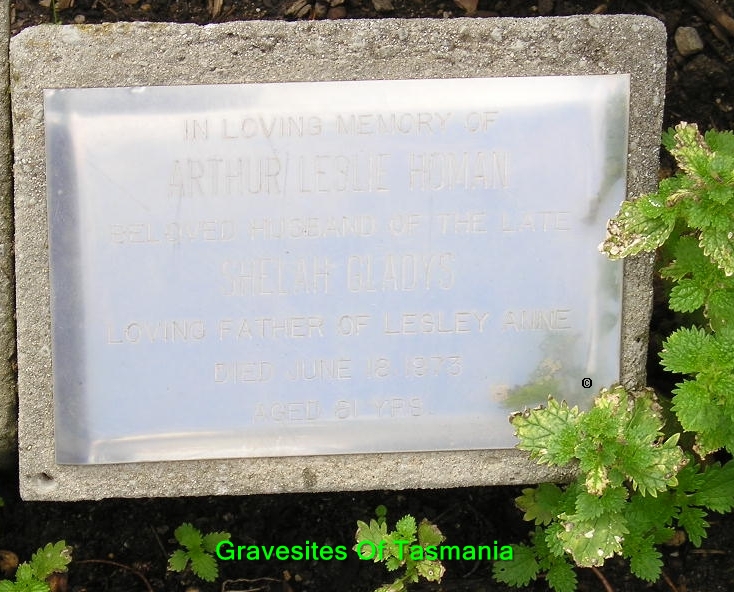 IN LOVING MEMORY OF
ARTHUR LESLIE HOMAN
BELOVED HUSBAND OF THE LATE
SHELAH GLADYS
LOVING FATHER OF LESLEY ANNE
DIED JUNE 18 1973
AGED 61 YRS.
©
Gravesites Of Tasmania